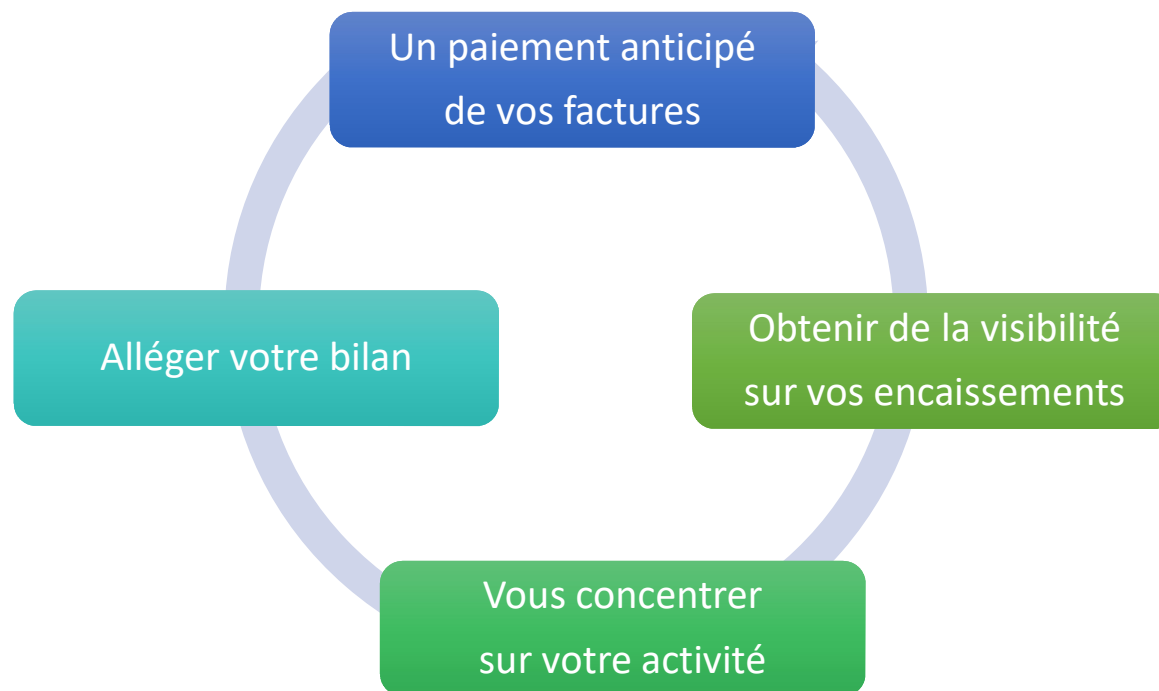 Un paiement anticipé
de vos factures
Obtenir de la visibilité
sur vos encaissements
Vous concentrer
sur votre activité
Alléger votre bilan